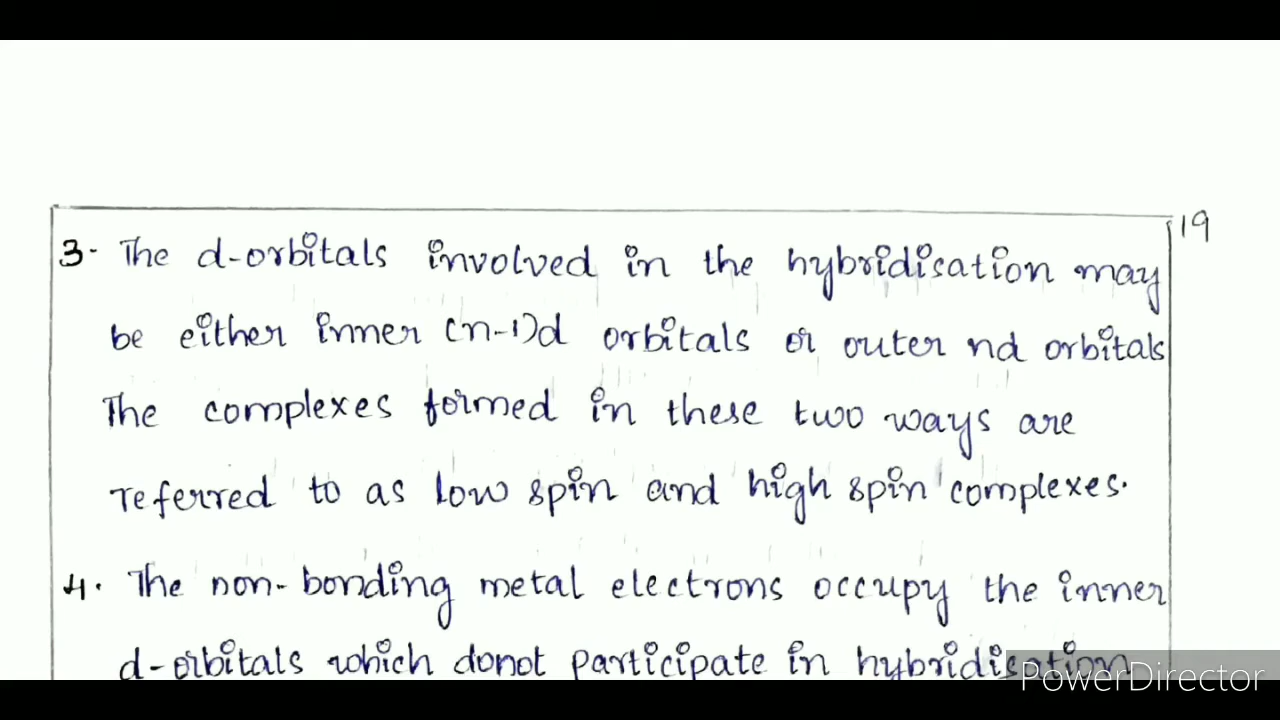 19
3. The d-orbitals involved in the hybridisation may
be either inner (n-1)d orbitals or outer nd orbitals
The complexes formed in these two ways are
referred to as low spin and high spin complexes.
4. The non-bonding metal electrons occupy the inner
d-orbitals which donot participate in hybridisation
PowerDirector